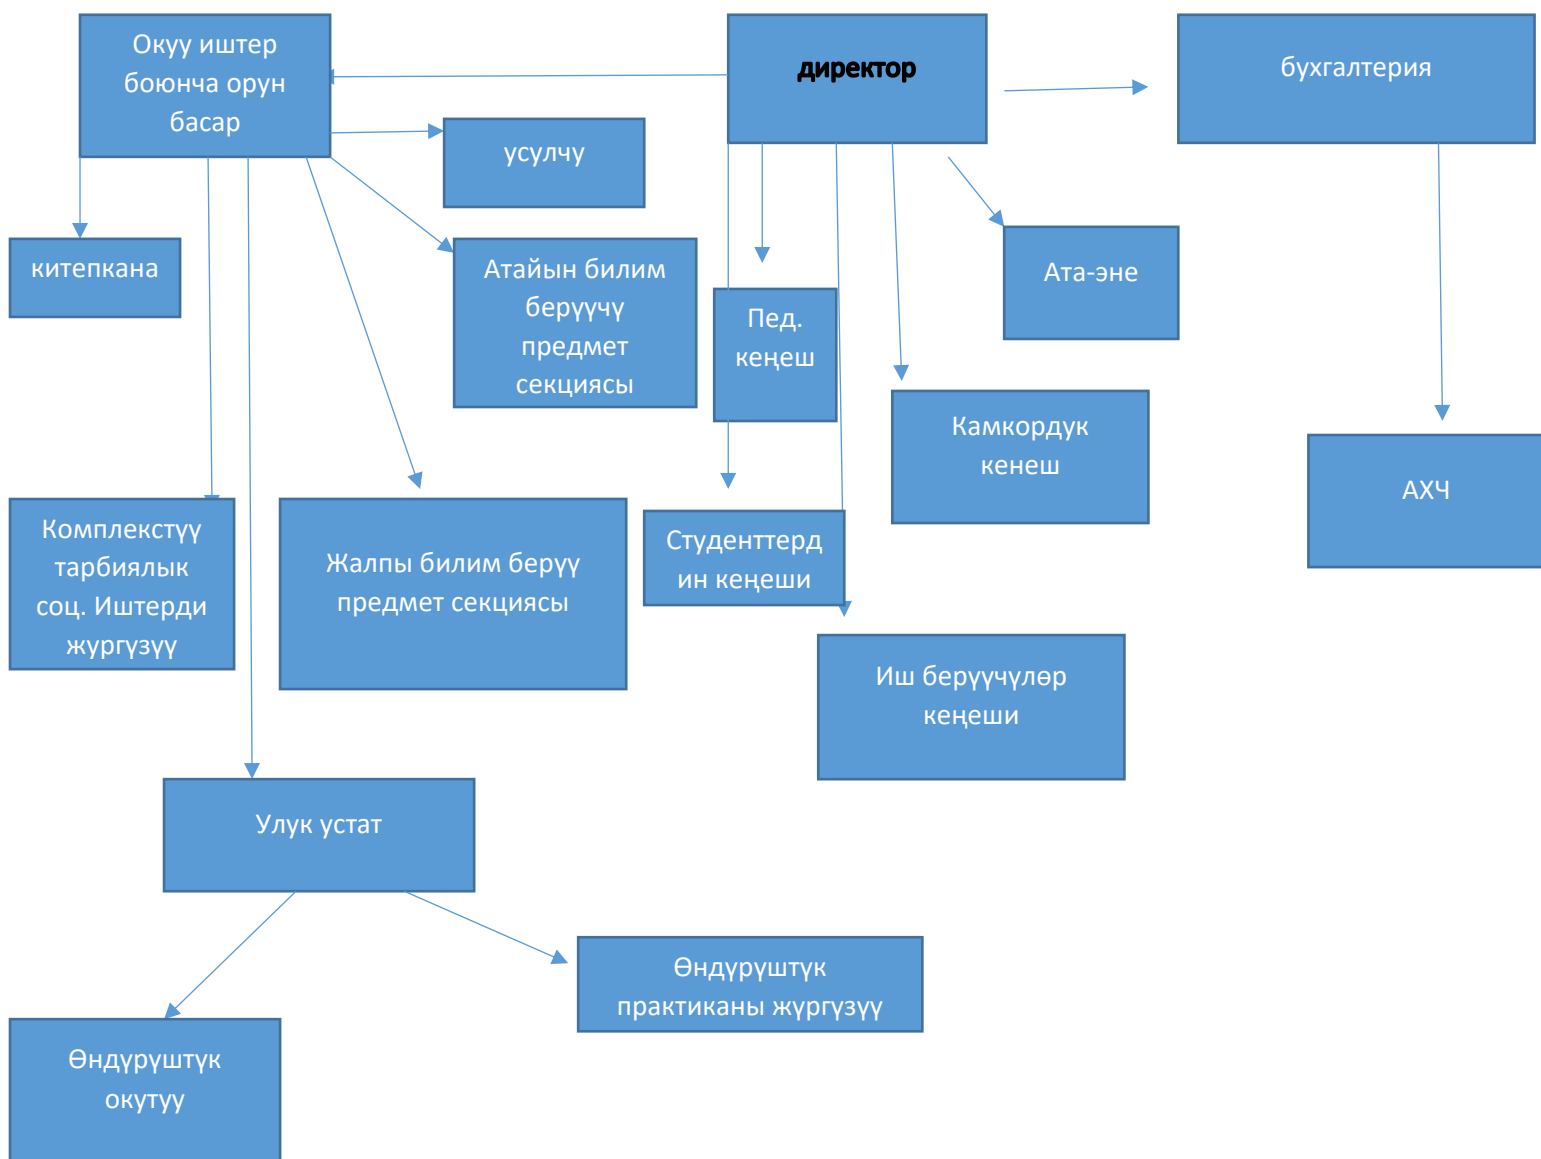 Окуу иштер
боюнча орун
басар
директор
бухгалтерия
усулчу
китепкана
Атайын билим
берүүчү
предмет
секциясы
Пед.
кеңеш
Ата-эне
Камкордук
кенеш
АХЧ
Комплекстүү
тарбиялык
соц. Иштерди
жүргүзүү
Жалпы билим берүү
предмет секциясы
Студенттерд
ин кеңеши
Иш берүүчүлөр
кеңеши
Улук устат
Өндүрүштүк
практиканы жүргүзүү
Өндүрүштүк
окутуу